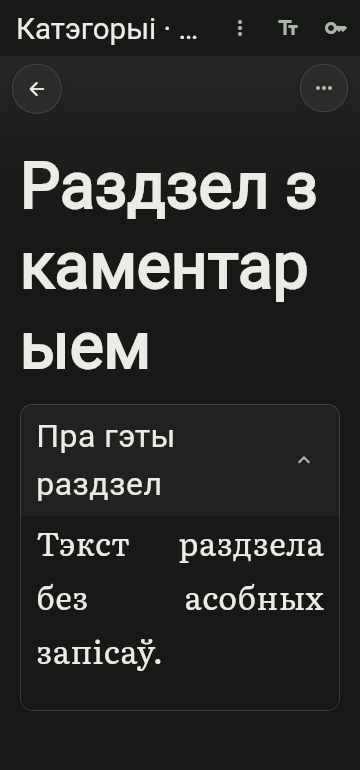 Катэгорыі · …
Раздзел з
каментар
ыем
Пра гэты
раздзел
Тэкст раздзела
без асобных
запісаў.